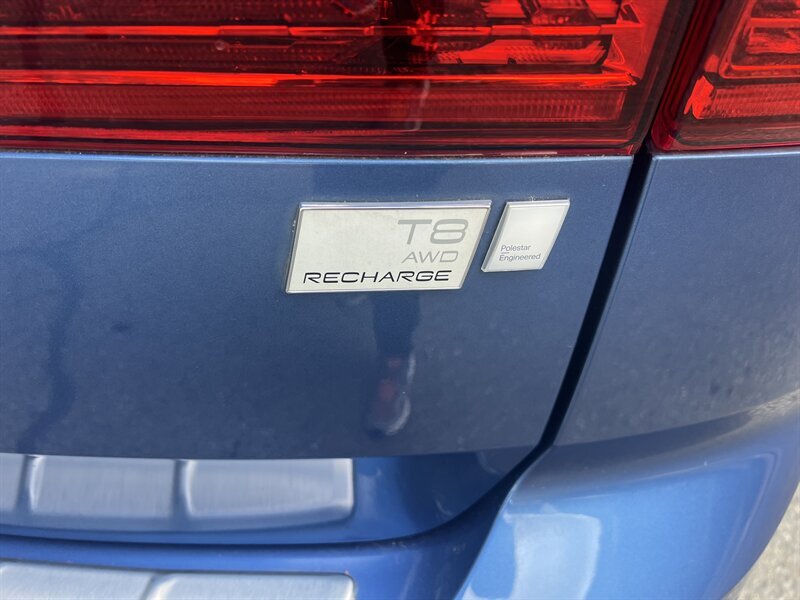 T8
AWD
RECHARGE
Polestar
Engineered